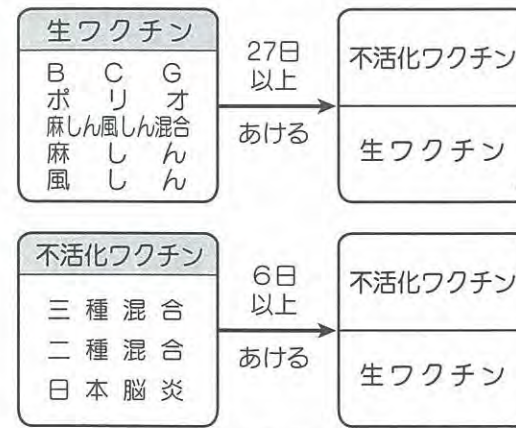 生ワクチン
BCG
ポリオ
麻しん風しん混合
麻しん
風しん
27日
以上
あける
不活化ワクチン
生ワクチン
不活化ワクチン
三種混合
二種混合
日本脳炎
6日
以上
あける
不活化ワクチン
生ワクチン